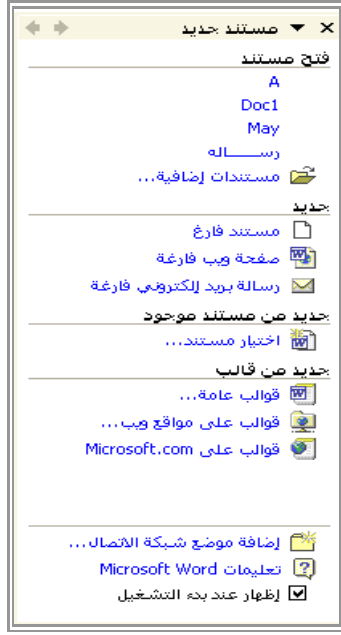 مستند جديد
فتح مستند
A
Doc1
May
رســـــاله
مستندات إضافية...
جديد
مستند فارغ
صفحة ويب فارغة
رسالة بريد إلكتروني فارغة
جديد من مستند موجود
اختيار مستند...
جديد من قالب
قوالب عامة...
قوالب على مواقع ويب...
قوالب على Microsoft.com
إضافة موضع شبكة الاتصال...
تعليمات Microsoft Word
إظهار عند بدء التشغيل